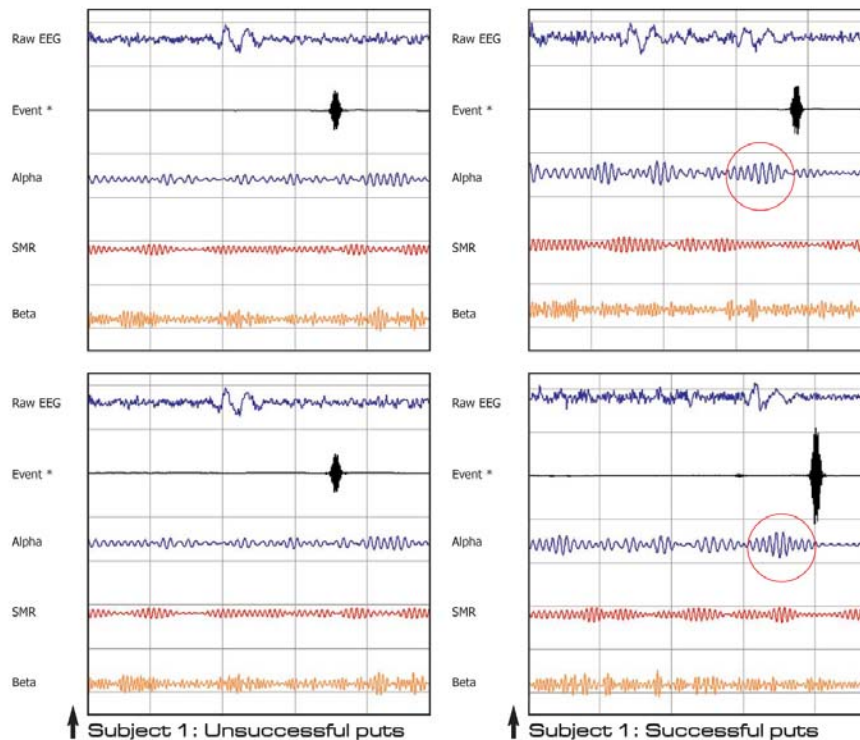 Raw EEG
Event *
Alpha
SMR
Beta
Raw EEG
Event *
Alpha
SMR
Beta
Raw EEG
Event *
Alpha
SMR
Beta
Subject 1: Unsuccessful puts
Raw EEG
Event *
Alpha
SMR
Beta
Subject 1: Successful puts